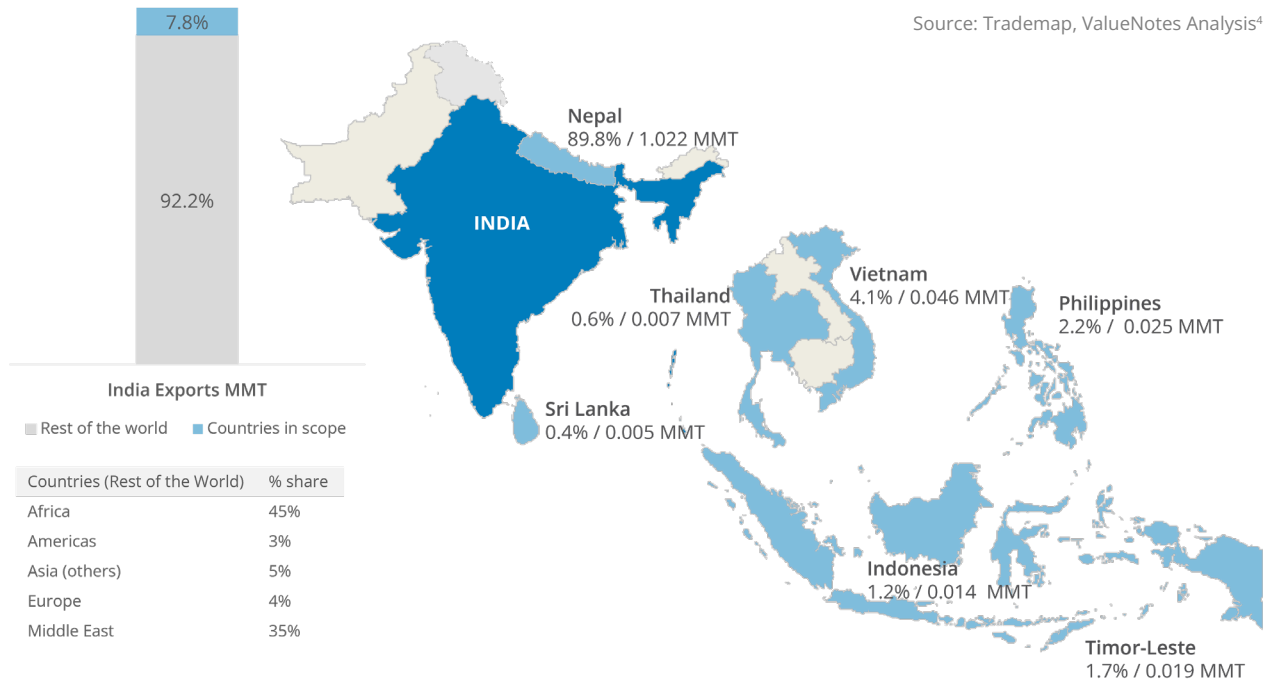 7.8%
92.2%
India Exports MMT
Rest of the world
Countries in scope
Countries (Rest of the World) % share
Africa 45%
Americas 3%
Asia (others) 5%
Europe 4%
Middle East 35%
Source: Trademap, ValueNotes Analysis⁴
Nepal
89.8% / 1.022 MMT
INDIA
Thailand
0.6% / 0.007 MMT
Vietnam
4.1% / 0.046 MMT
Philippines
2.2% / 0.025 MMT
Sri Lanka
0.4% / 0.005 MMT
Indonesia
1.2% / 0.014 MMT
Timor-Leste
1.7% / 0.019 MMT